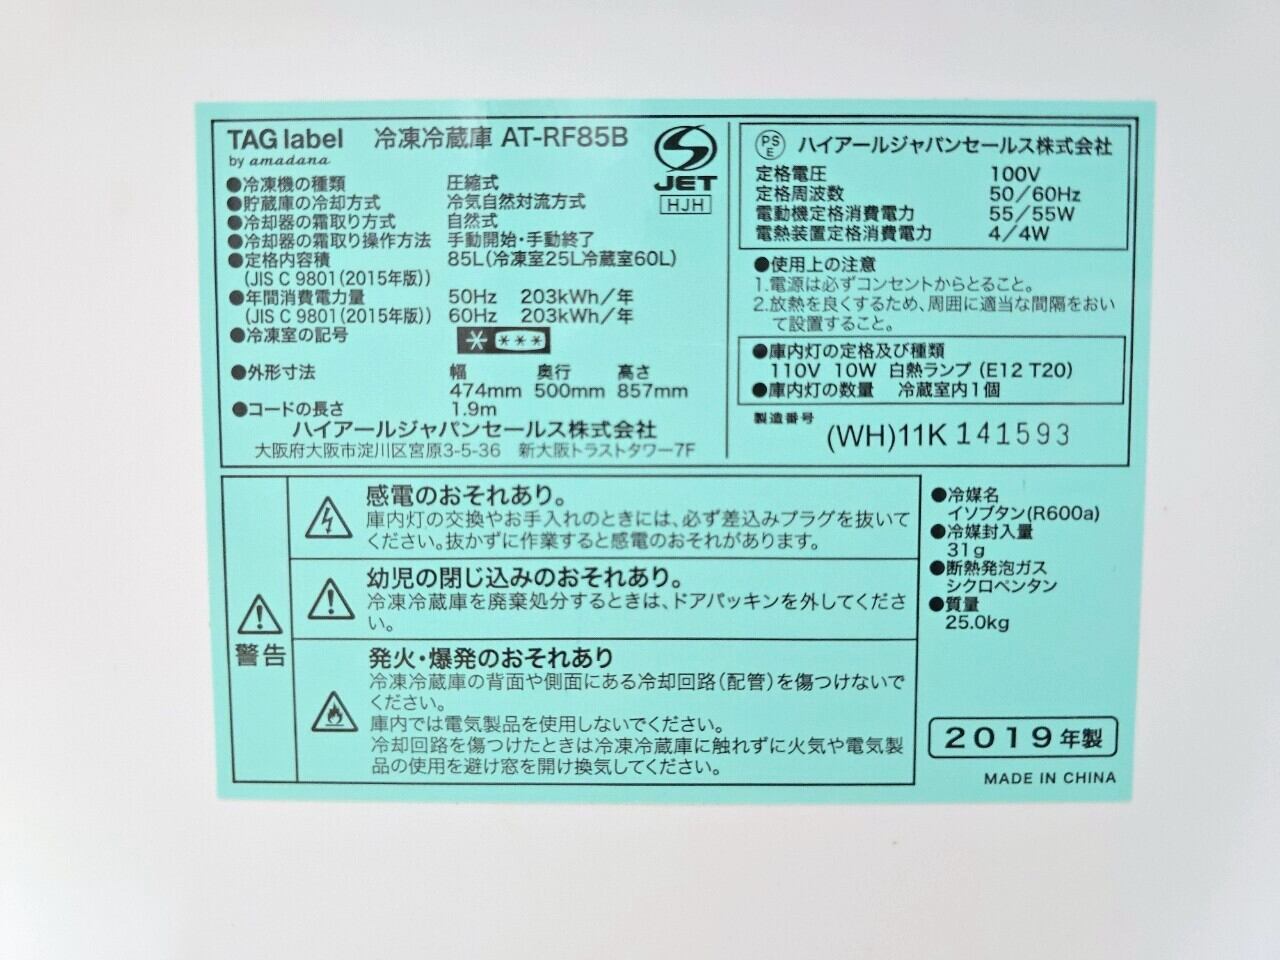 TAG label
by amadana
冷凍冷蔵庫 AT-RF85B
JET
HJH
●冷凍機の種類 圧縮式
●貯蔵庫の冷却方式 冷気自然対流方式
●冷却器の霜取り方式 自然式
●冷却器の霜取り操作方法 手動開始・手動終了
●定格内容積 85L(冷凍室25L冷蔵室60L)
(JIS C 9801(2015年版))
●年間消費電力量 50Hz 203kWh/年
(JIS C 9801(2015年版)) 60Hz 203kWh/年
●冷凍室の記号
●外形寸法 幅 奥行 高さ
474mm 500mm 857mm
●コードの長さ 1.9m
ハイアールジャパンセールス株式会社
大阪府大阪市淀川区宮原3-5-36 新大阪トラストタワー7F
PSE ハイアールジャパンセールス株式会社
定格電圧 100V
定格周波数 50/60Hz
電動機定格消費電力 55/55W
電熱装置定格消費電力 4/4W
●使用上の注意
1.電源は必ずコンセントからとること。
2.放熱を良くするため、周囲に適当な間隔をおい
て設置すること。
●庫内灯の定格及び種類
110V 10W 白熱ランプ (E12 T20)
●庫内灯の数量 冷蔵室内1個
製造番号
(WH)11K 141593
警告
感電のおそれあり。
庫内灯の交換やお手入れのときには、必ず差込みプラグを抜いて
ください。抜かずに作業すると感電のおそれがあります。
幼児の閉じ込みのおそれあり。
冷凍冷蔵庫を廃棄処分するときは、ドアパッキンを外してくださ
い。
発火・爆発のおそれあり
冷凍冷蔵庫の背面や側面にある冷却回路(配管)を傷つけないで
ください。
庫内では電気製品を使用しないでください。
冷却回路を傷つけたときは冷凍冷蔵庫に触れずに火気や電気製
品の使用を避け窓を開け換気してください。
●冷媒名
イソブタン(R600a)
●冷媒封入量
31g
●断熱発泡ガス
シクロペンタン
●質量
25.0kg
2019年製
MADE IN CHINA